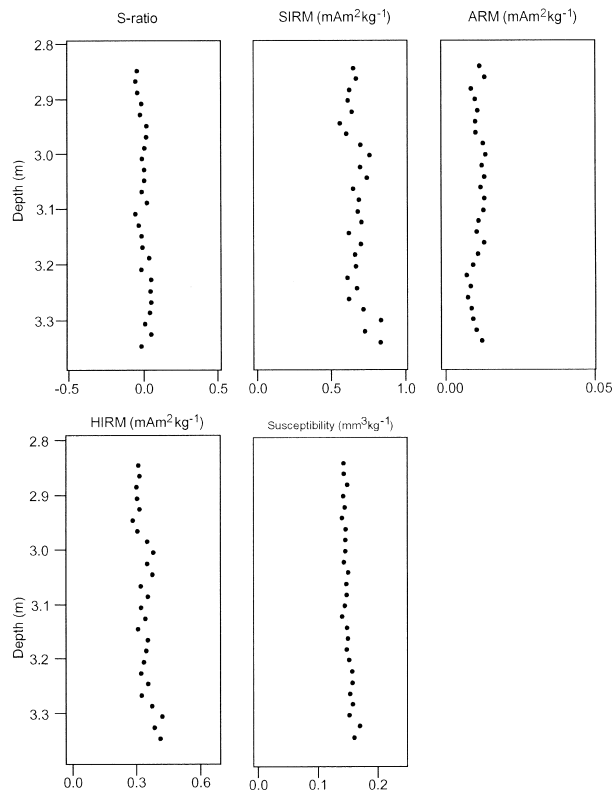 S-ratio
SIRM (mAm²kg⁻¹)
ARM (mAm²kg⁻¹)
2.8
2.9
3.0
3.1
3.2
3.3
Depth (m)
-0.5 0.0 0.5
0.0 0.5 1.0
0.00 0.05
HIRM (mAm²kg⁻¹)
Susceptibility (mm³kg⁻¹)
2.8
2.9
3.0
3.1
3.2
3.3
Depth (m)
0.0 0.3 0.6
0.0 0.1 0.2